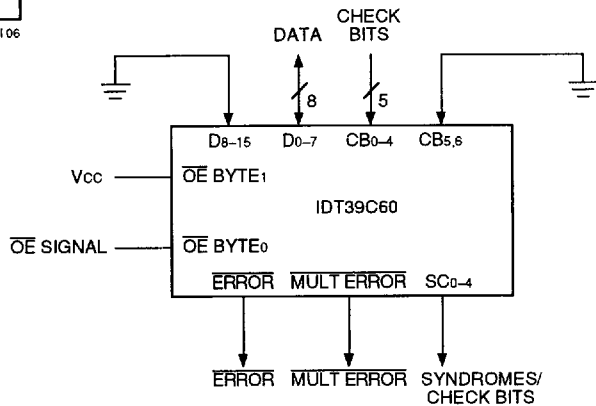 CHECK
DATA BITS
8 5
D8–15 D0–7 CB0–4 CB5,6
Vcc OE BYTE1
IDT39C60
OE SIGNAL OE BYTE0
ERROR MULT ERROR SC0–4
ERROR MULT ERROR SYNDROMES/
CHECK BITS